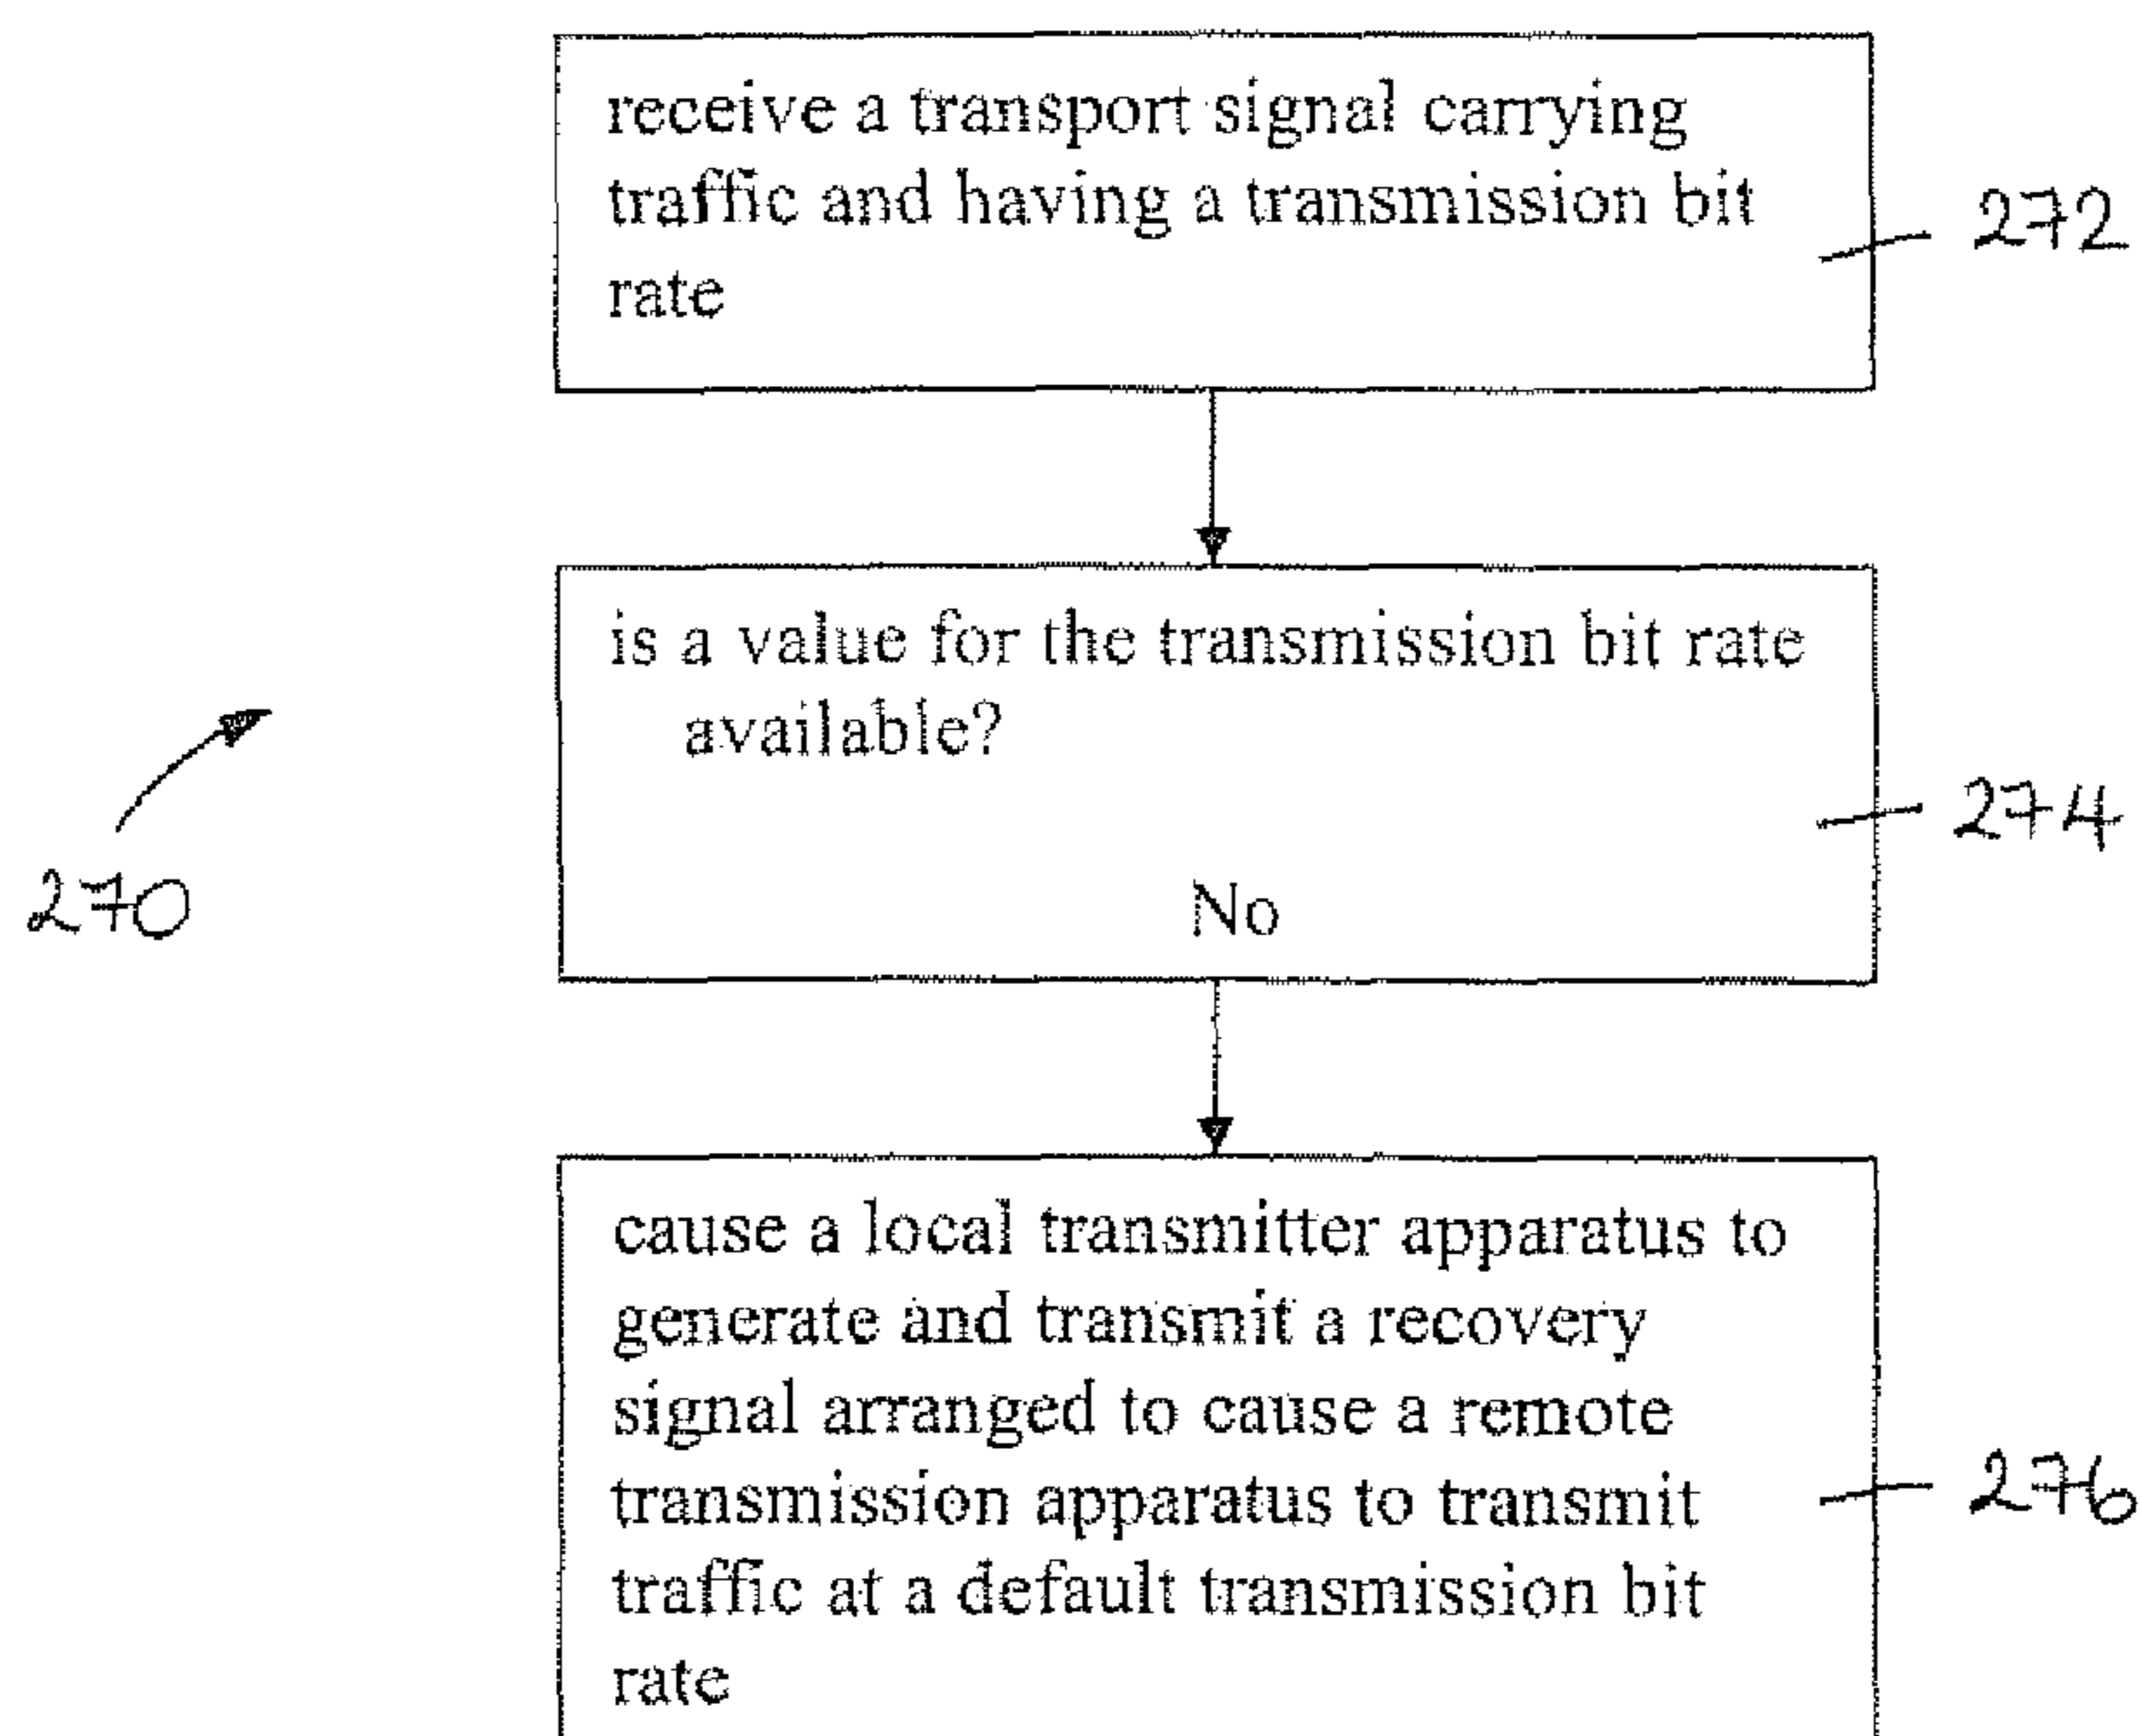 receive a transport signal carrying
traffic and having a transmission bit
rate
272
is a value for the transmission bit rate
available?
274
No
270
cause a local transmitter apparatus to
generate and transmit a recovery
signal arranged to cause a remote
transmission apparatus to transmit
traffic at a default transmission bit
rate
276